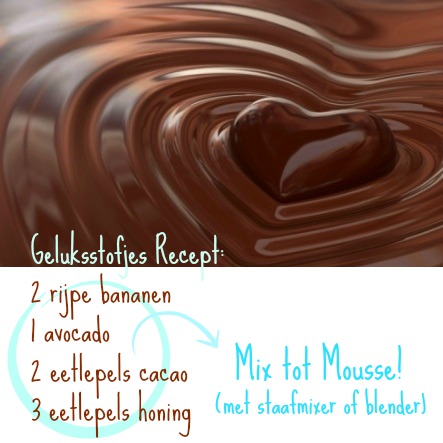 Geluksstofjes Recept:
2 rijpe bananen
1 avocado
2 eetlepels cacao
3 eetlepels honing
Mix tot Mousse!
(met staafmixer of blender)